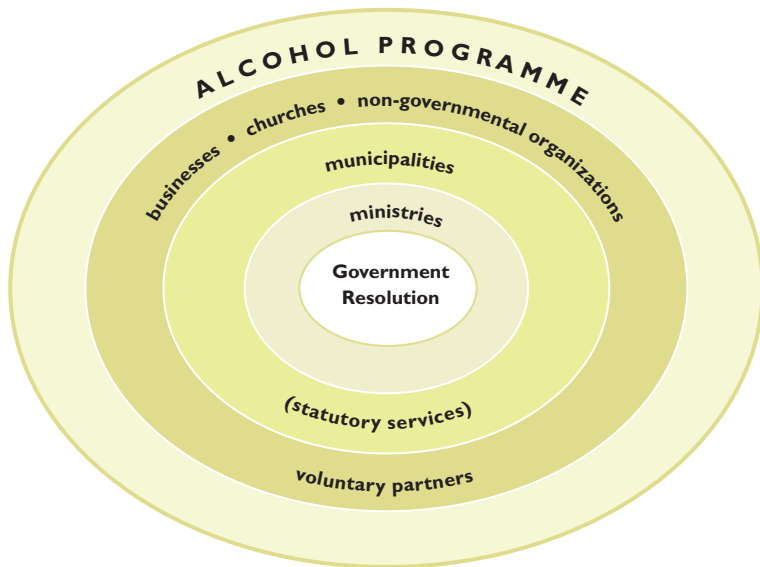 ALCOHOL PROGRAMME
businesses • churches • non-governmental organizations
municipalities
ministries
Government
Resolution
(statutory services)
voluntary partners